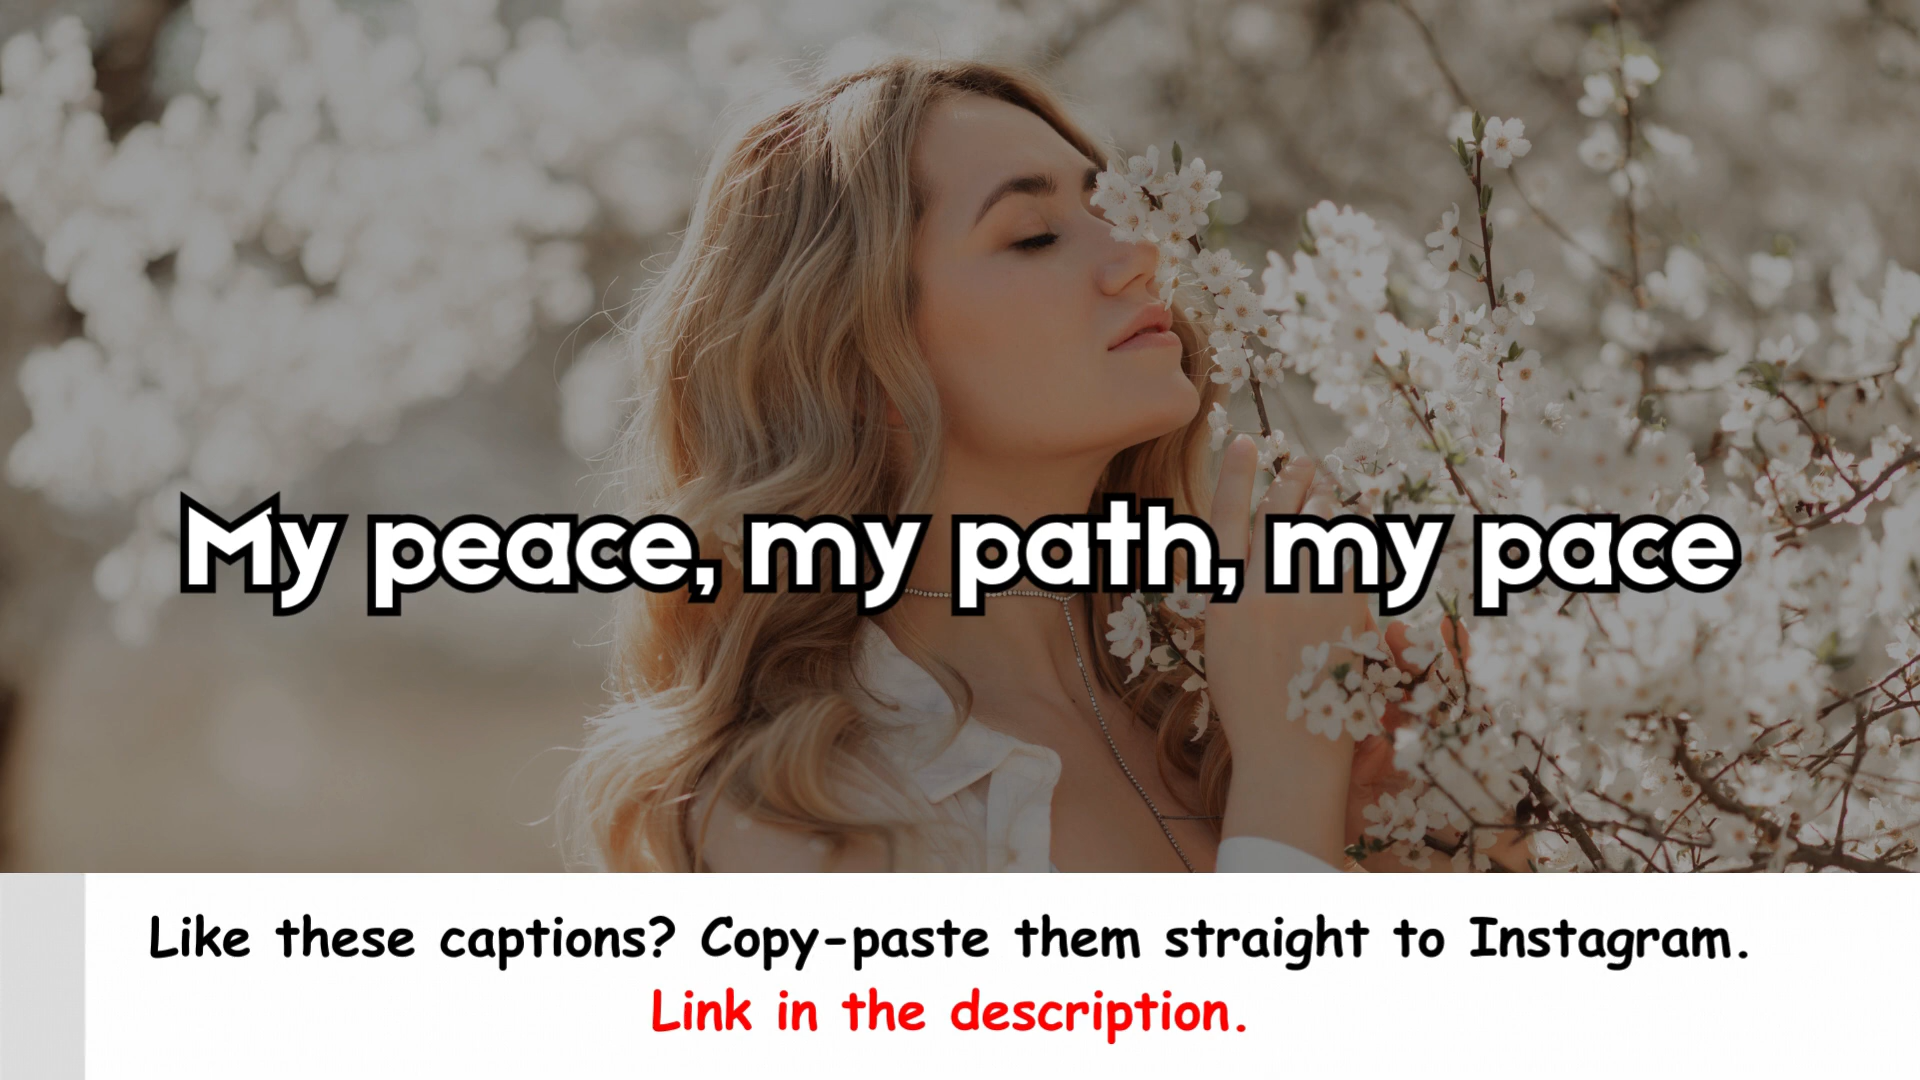 My peace, my path, my pace
Like these captions? Copy-paste them straight to Instagram.
Link in the description.